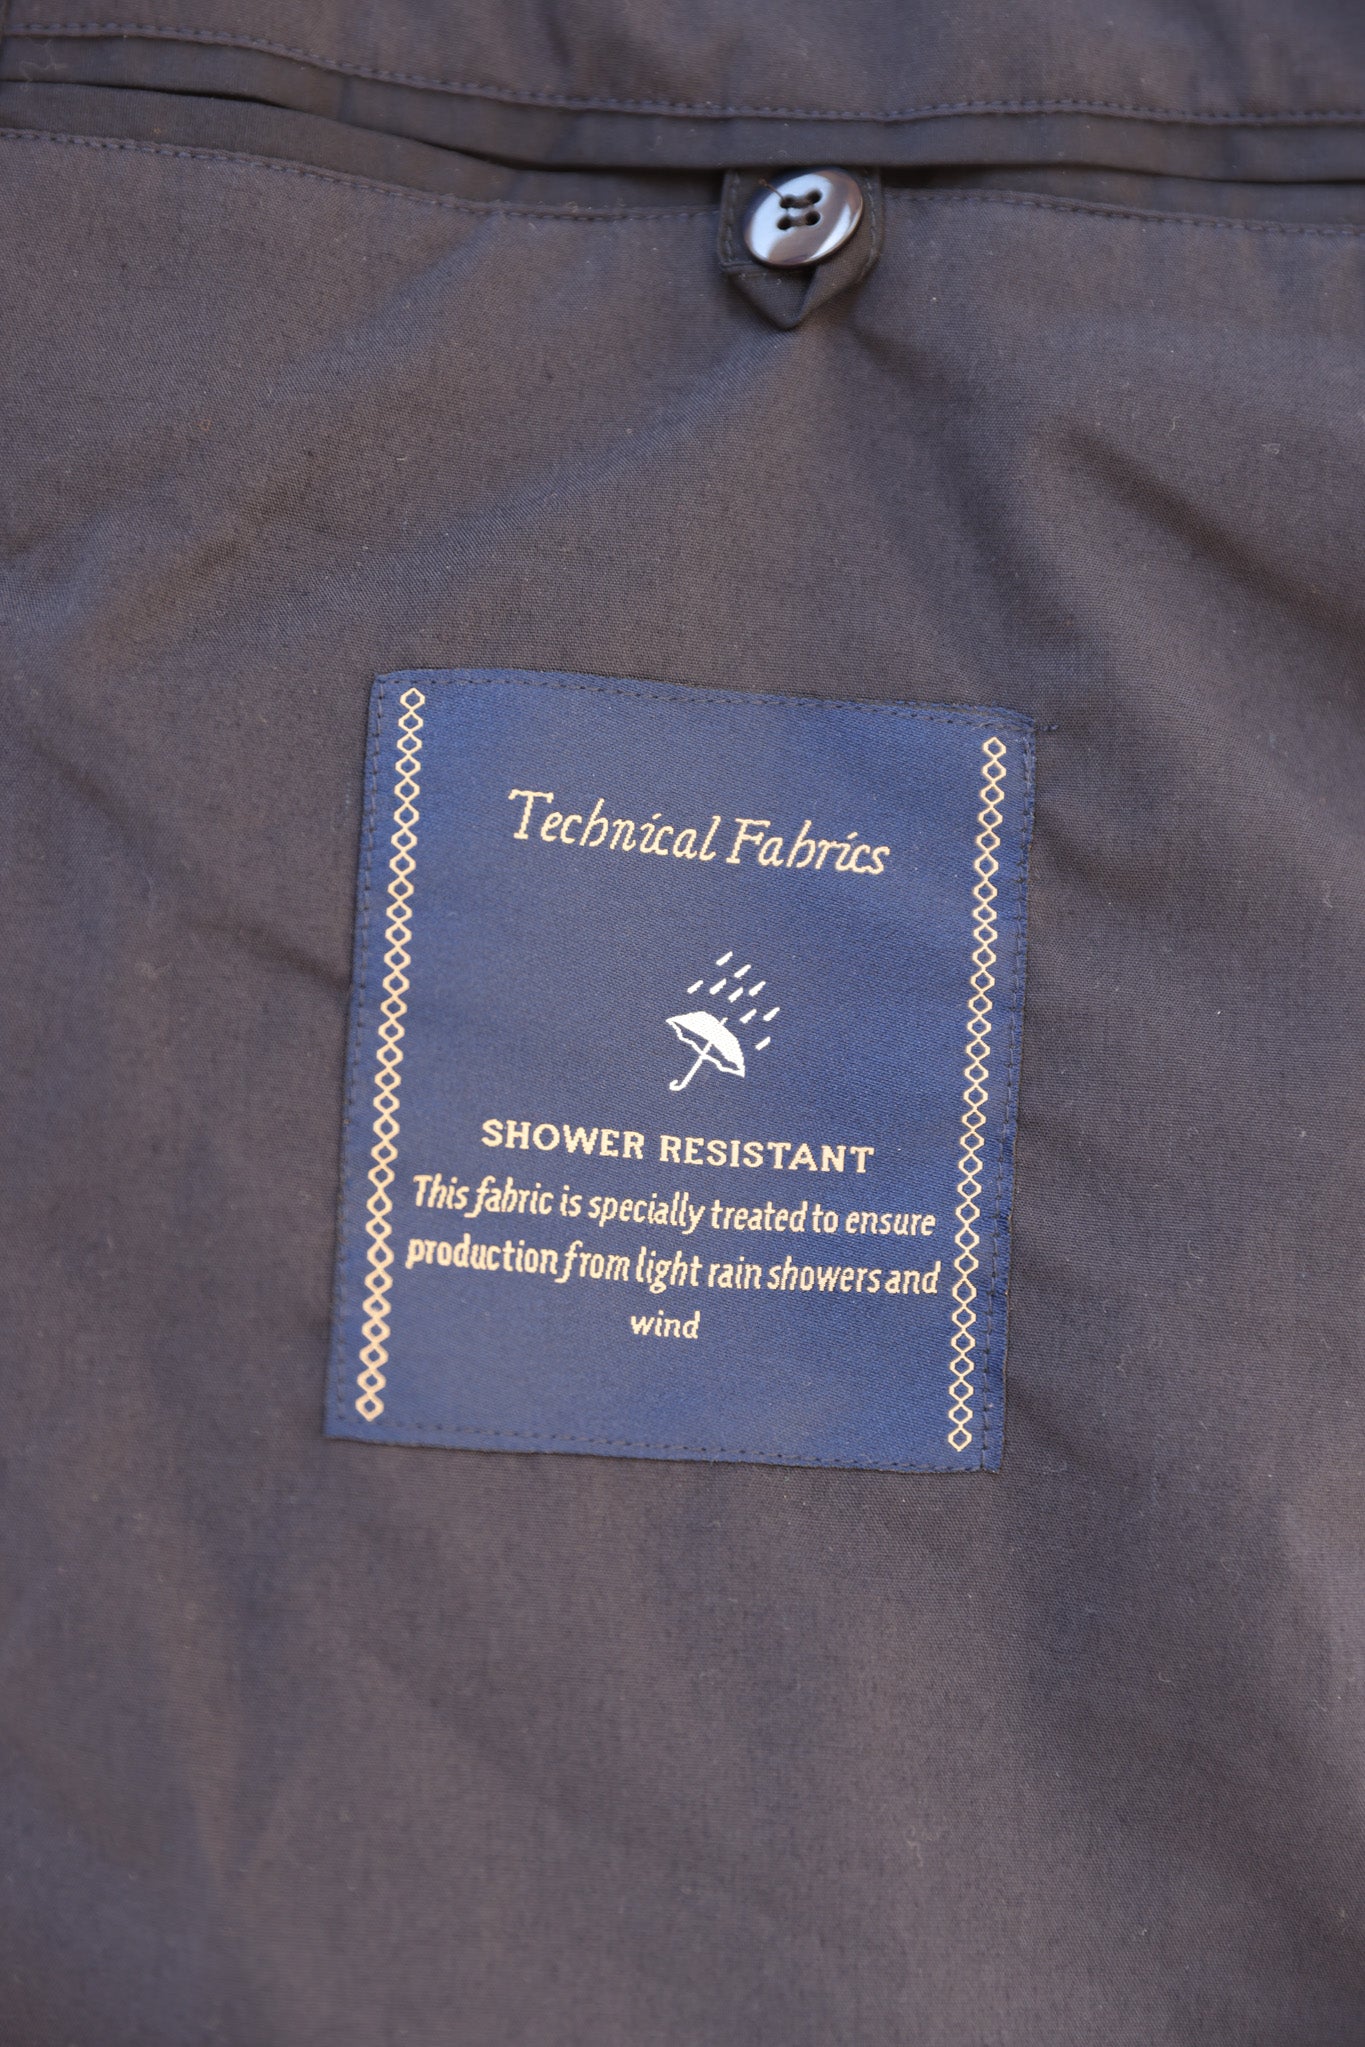 Technical Fabrics
SHOWER RESISTANT
This fabric is specially treated to ensure
production from light rain showers and
wind